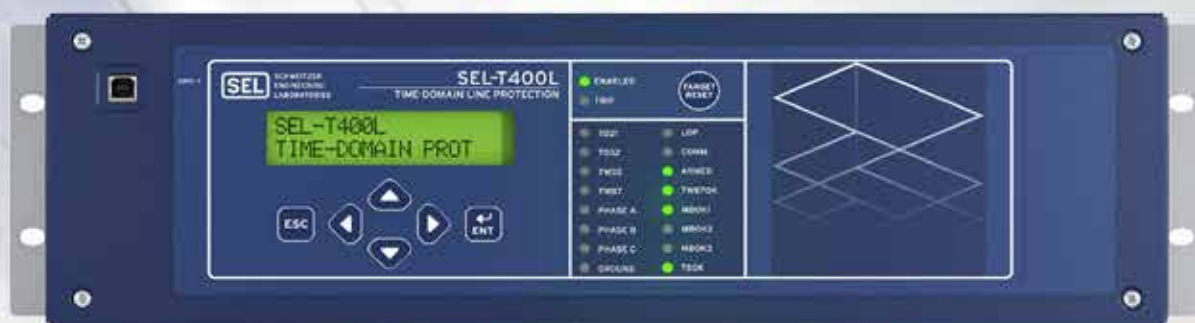 SEL
SCHWEITZER
ENGINEERING
LABORATORIES
SEL-T400L
TIME-DOMAIN LINE PROTECTION
SEL-T400L
TIME-DOMAIN PROT
ESC
ENT
ENABLED
TRIP
TARGET
RESET
TD21
TD32
TW32
TW87
PHASE A
PHASE B
PHASE C
GROUND
LOP
COMM
ARMED
TW87OK
MBOK1
MBOK2
MBOK3
TSOK